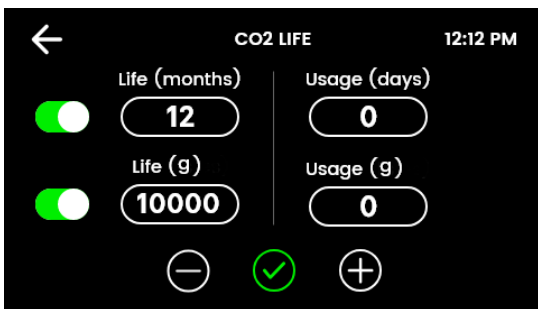 CO2 LIFE 12:12 PM
Life (months) Usage (days)
12 0
Life (g) Usage (g)
10000 0